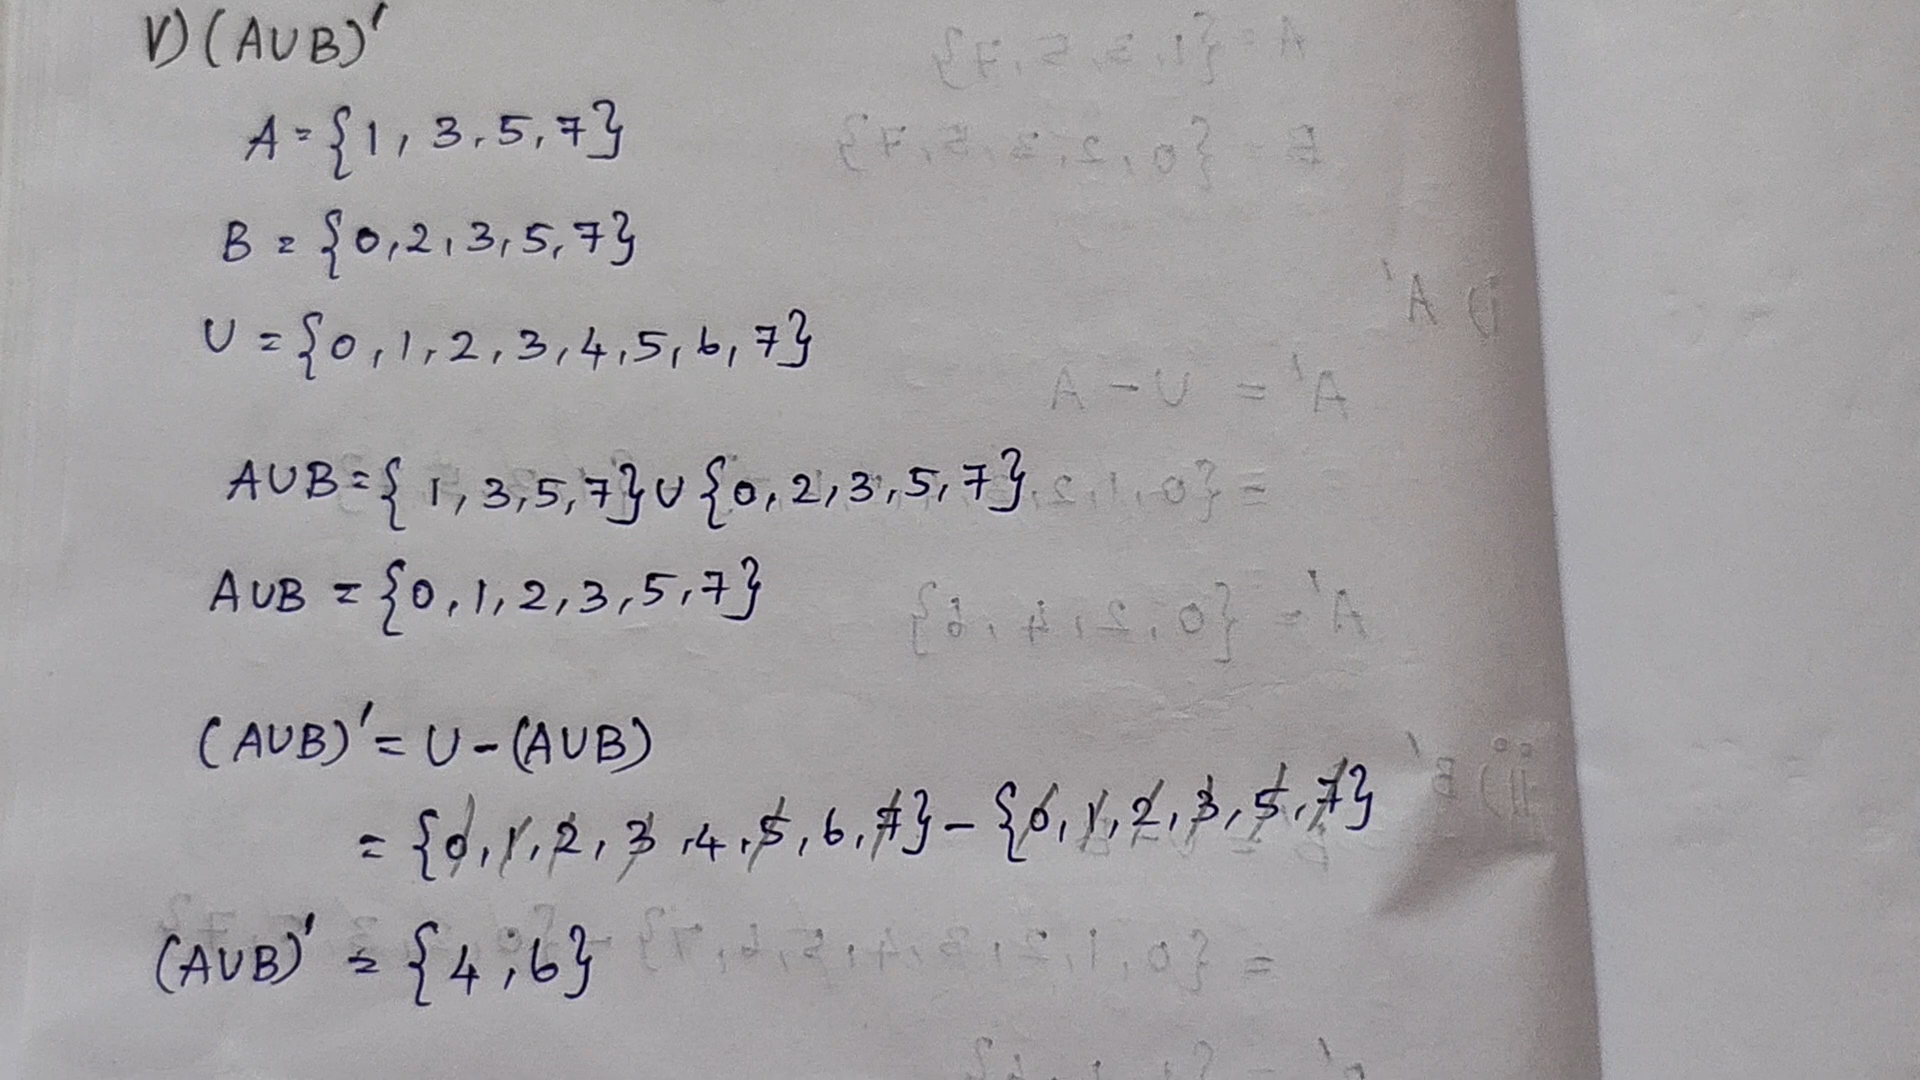 V) (AUB)'
A = {1, 3, 5, 7}
B = {0, 2, 3, 5, 7}
U = {0, 1, 2, 3, 4, 5, 6, 7}
AUB = {1, 3, 5, 7} U {0, 2, 3, 5, 7}
AUB = {0, 1, 2, 3, 5, 7}
(AUB)' = U - (AUB)
= {0, 1, 2, 3, 4, 5, 6, 7} - {0, 1, 2, 3, 5, 7}
(AUB)' = {4, 6}